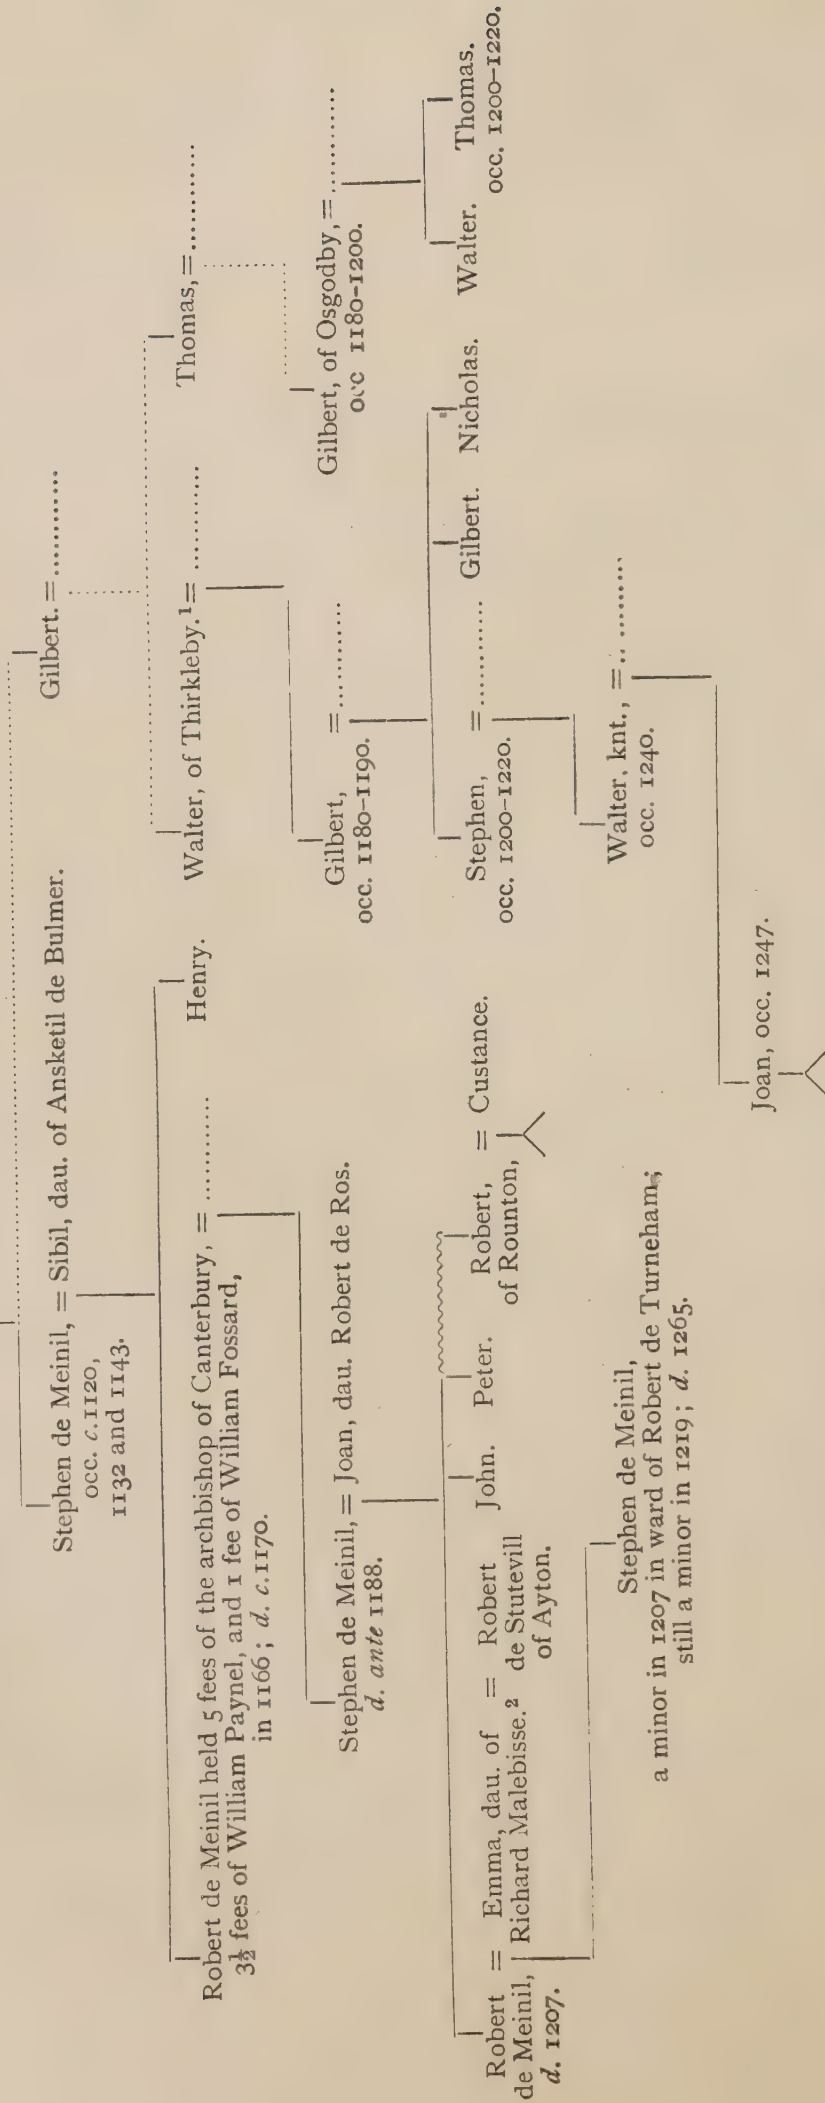 Gilbert. = ............
Stephen de Meinil, = Sibil, dau. of Ansketil de Bulmer.
occ. c.1120,
1132 and 1143.
Thomas, = ............
Walter, of Thirkleby.¹ = ............
Henry.
Robert de Meinil held 5 fees of the archbishop of Canterbury, = ............
3½ fees of William Paynel, and 1 fee of William Fossard,
in 1166; d. c.1170.
Gilbert, of Osgodby, = ............
occ 1180-1200.
Gilbert, = ............
occ. 1180-1190.
Stephen de Meinil, = Joan, dau. Robert de Ros.
d. ante 1188.
Robert = Emma, dau. of = Robert
de Meinil, Richard Malebisse.² de Stutevill
d. 1207. of Ayton.
John. Peter. Robert, = Custance.
of Rounton,
Stephen, = ............
occ. 1200-1220.
Gilbert. Nicholas.
Walter. Thomas.
occ. 1200-1220.
Stephen de Meinil,
a minor in 1207 in ward of Robert de Turneham;
still a minor in 1219; d. 1265.
Walter, knt., = .. .........
occ. 1240.
Joan, occ. 1247.